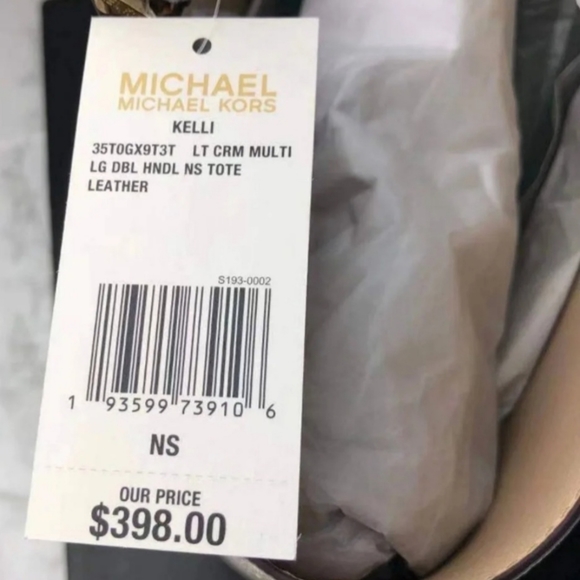 MICHAEL
MICHAEL KORS
KELLI
35T0GX9T3T LT CRM MULTI
LG DBL HNDL NS TOTE
LEATHER
S193-0002
1 93599 73910 6
NS
OUR PRICE
$398.00